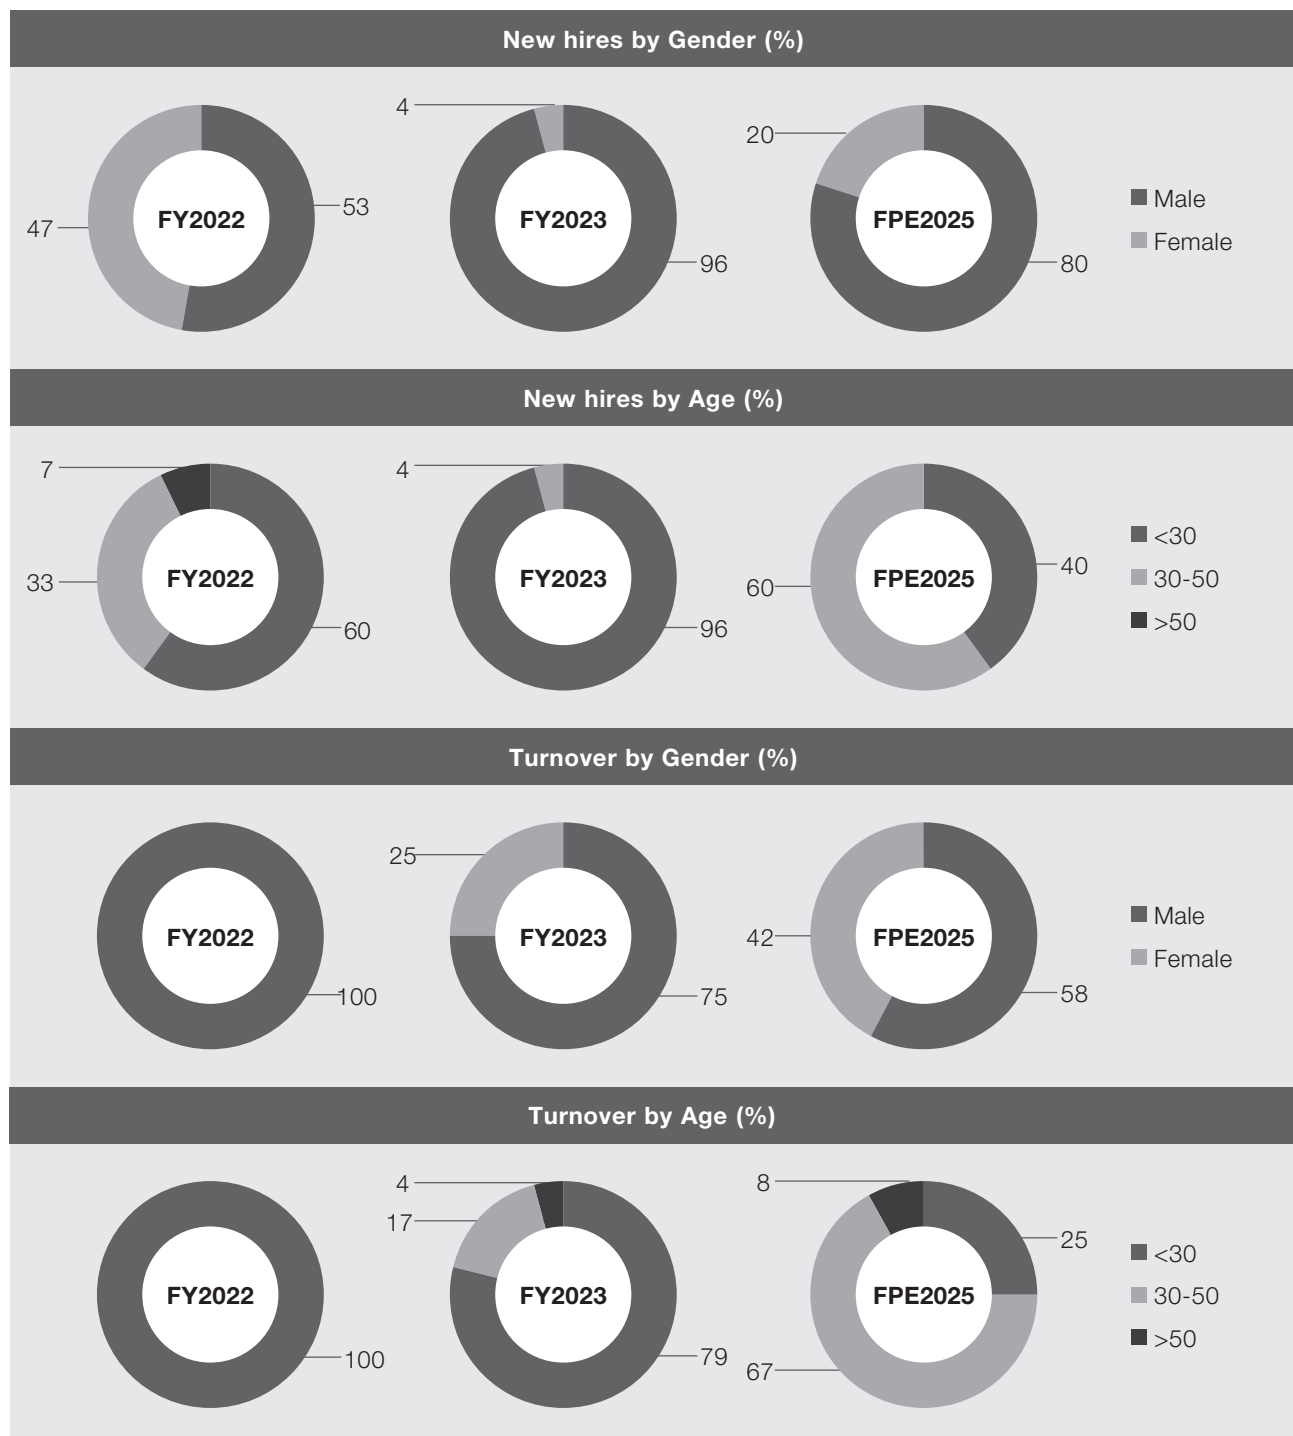 New hires by Gender (%)
47
FY2022
53
4
FY2023
96
20
FPE2025
80
Male
Female
New hires by Age (%)
7
33
FY2022
60
4
FY2023
96
60
FPE2025
40
<30
30-50
>50
Turnover by Gender (%)
FY2022
100
25
FY2023
75
42
FPE2025
58
Male
Female
Turnover by Age (%)
FY2022
100
4
17
FY2023
79
8
67
FPE2025
25
<30
30-50
>50